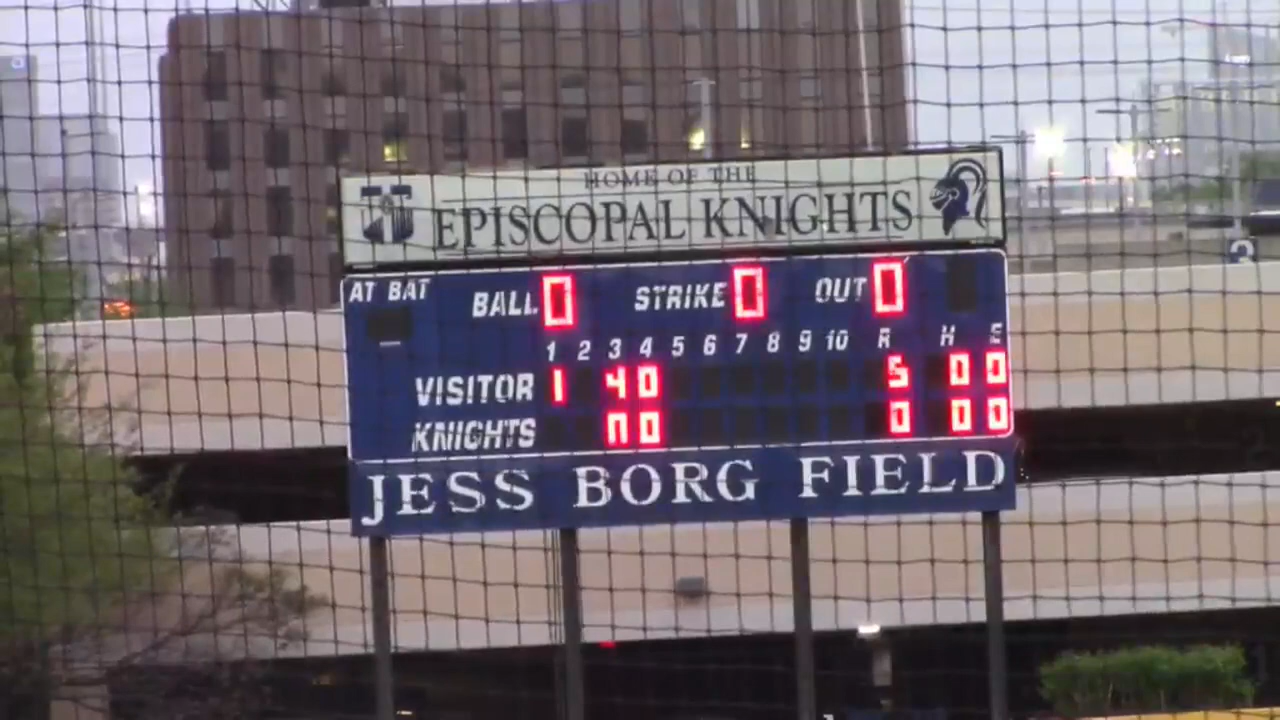 HOME OF THE
EPISCOPAL KNIGHTS
AT BAT BALL 0 STRIKE 0 OUT 0
1 2 3 4 5 6 7 8 9 10 R H E
VISITOR 1 4 0 5 0 0
KNIGHTS 0 0 0 0
JESS BORG FIELD